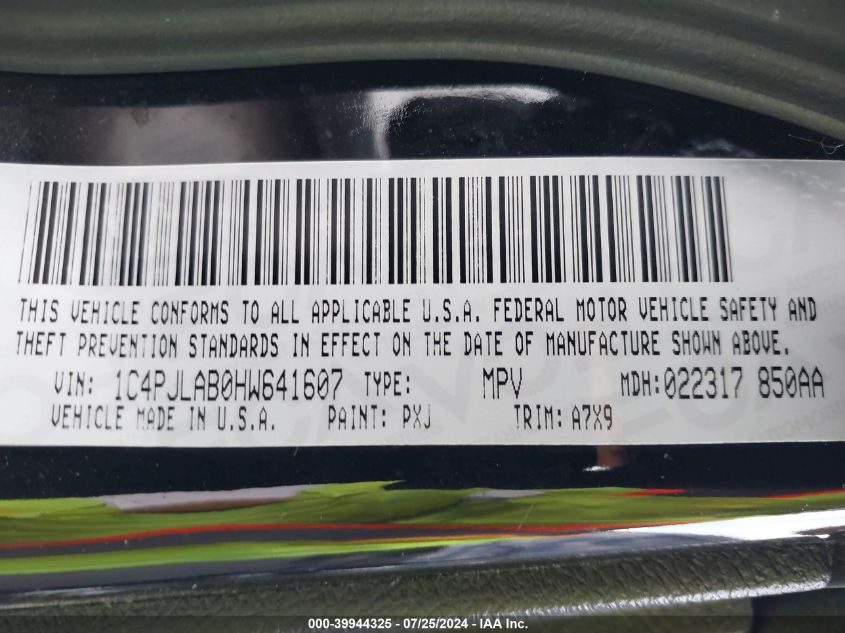 THIS VEHICLE CONFORMS TO ALL APPLICABLE U.S.A. FEDERAL MOTOR VEHICLE SAFETY AND
THEFT PREVENTION STANDARDS IN EFFECT ON THE DATE OF MANUFACTURE SHOWN ABOVE.
VIN: 1C4PJLAB0HW641607 TYPE: MPV MDH:022317 850AA
VEHICLE MADE IN U.S.A. PAINT: PXJ TRIM: A7X9
000-39944325 - 07/25/2024 - IAA Inc.